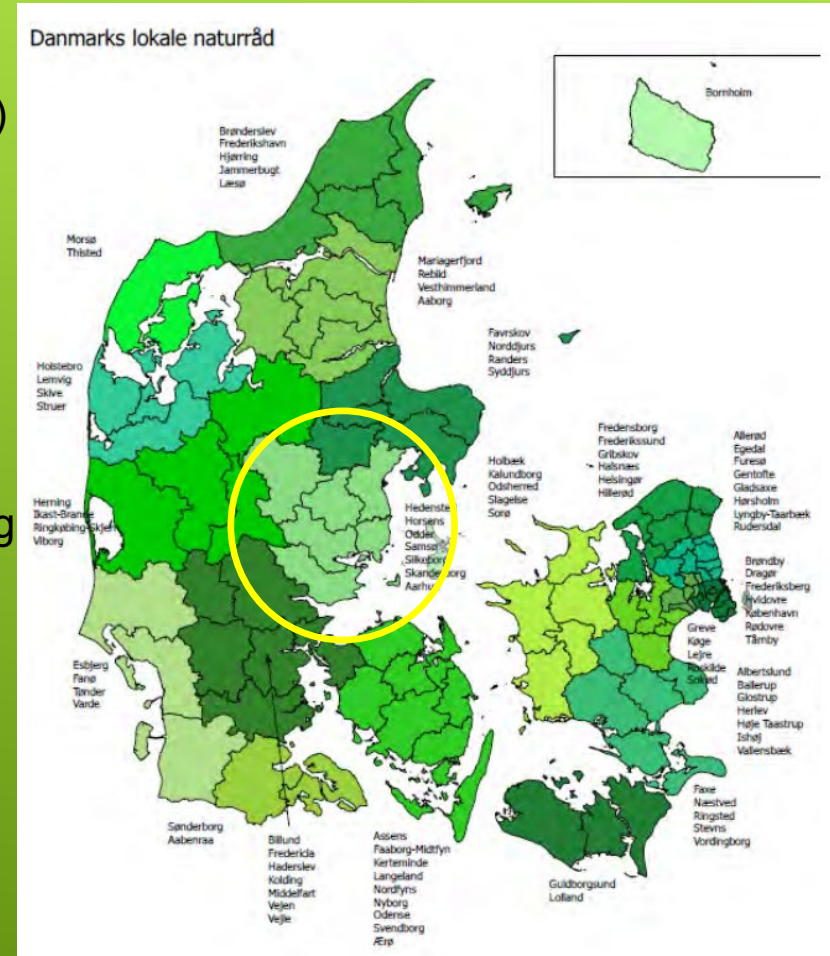 Danmarks lokale naturråd
)
Bornholm
Brønderslev
Frederikshavn
Hjørring
Jammerbugt
Læsø
Morsø
Thisted
Mariagerfjord
Rebild
Vesthimmerland
Aaborg
Favrskov
Norddjurs
Randers
Syddjurs
Holstebro
Lemvig
Skive
Struer
Fredensborg
Frederikssund
Gribskov
Halsnæs
Helsingør
Hillerød
Allerød
Egedal
Furesø
Gentofte
Gladsaxe
Hørsholm
Lyngby-Taarbæk
Rudersdal
Holbæk
Kalundborg
Odsherred
Slagelse
Sorø
Herning
Ikast-Brande
Ringkøbing-Skjern
Viborg
g
Hedensted
Horsens
Odder
Samsø
Silkeborg
Skanderborg
Aarhus
Brøndby
Dragør
Frederiksberg
Hvidovre
København
Rødovre
Tårnby
Greve
Køge
Lejre
Roskilde
Solrød
Esbjerg
Fanø
Tønder
Varde
Albertslund
Ballerup
Glostrup
Herlev
Høje Taastrup
Ishøj
Vallensbæk
Faxe
Næstved
Ringsted
Stevns
Vordingborg
Sønderborg
Aabenraa
Billund
Fredericia
Haderslev
Kolding
Middelfart
Vejen
Vejle
Assens
Faaborg-Midtfyn
Kerteminde
Langeland
Nordfyns
Nyborg
Odense
Svendborg
Ærø
Guldborgsund
Lolland